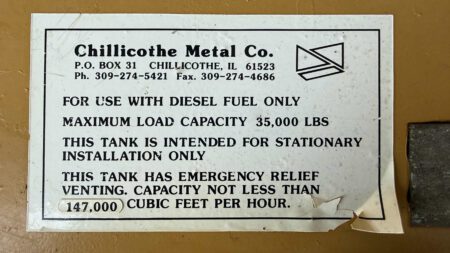 Chillicothe Metal Co.
P.O. BOX 31 CHILLICOTHE, IL 61523
Ph. 309-274-5421 Fax. 309-274-4686
FOR USE WITH DIESEL FUEL ONLY
MAXIMUM LOAD CAPACITY 35,000 LBS
THIS TANK IS INTENDED FOR STATIONARY
INSTALLATION ONLY
THIS TANK HAS EMERGENCY RELIEF
VENTING. CAPACITY NOT LESS THAN
147,000 CUBIC FEET PER HOUR.